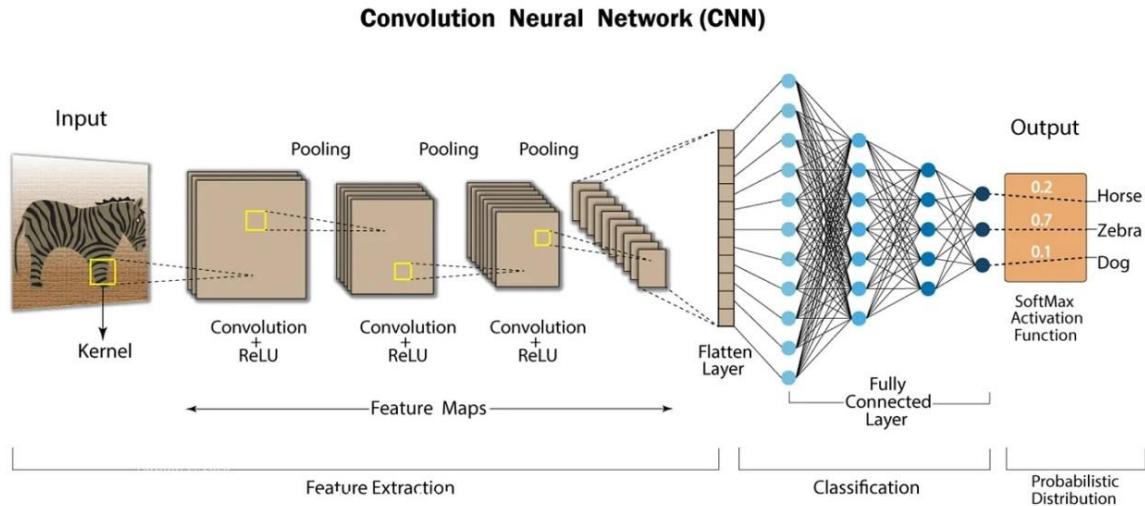 Convolution Neural Network (CNN)
Input
Kernel
Pooling
Pooling
Pooling
Convolution
+
ReLU
Convolution
+
ReLU
Convolution
+
ReLU
Feature Maps
Flatten
Layer
Fully
Connected
Layer
Output
0.2
Horse
0.7
Zebra
0.1
Dog
SoftMax
Activation
Function
Feature Extraction
Classification
Probabilistic
Distribution